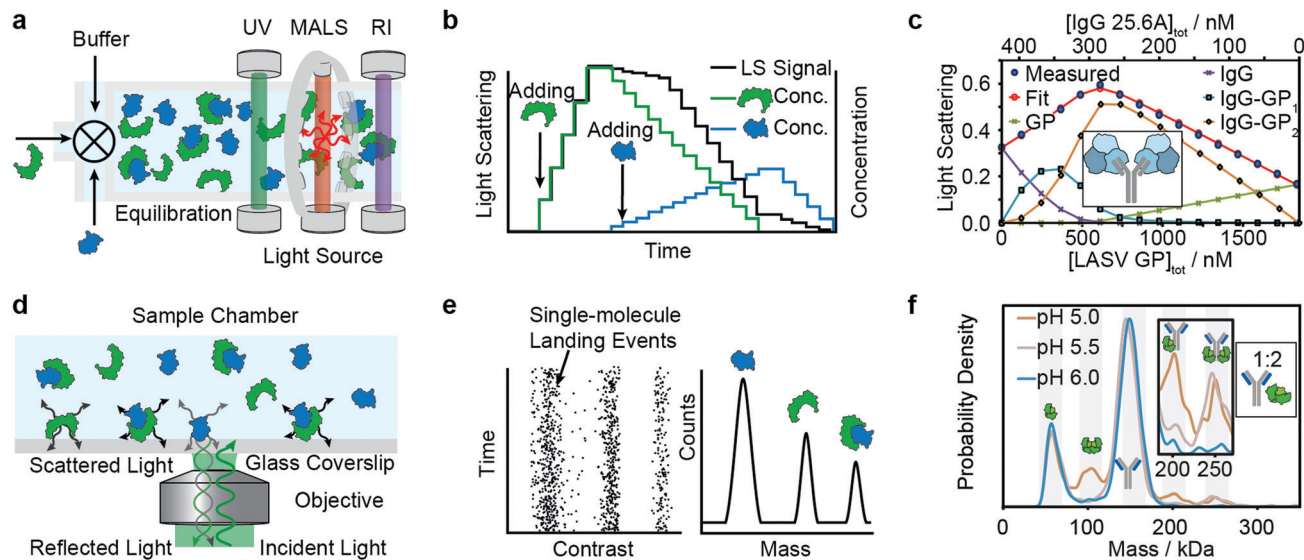 a
UV MALS RI
Buffer
Equilibration
Light Source
b
Light Scattering
Adding
Adding
LS Signal
Conc.
Conc.
Concentration
Time
c
[IgG 25.6A]tot / nM
400 300 200 100 0
Light Scattering
0.6
0.4
0.2
0.0
Measured
Fit
GP
IgG
IgG-GP1
IgG-GP2
0 500 1000 1500
[LASV GP]tot / nM
d
Sample Chamber
Scattered Light
Glass Coverslip
Objective
Reflected Light
Incident Light
e
Single-molecule
Landing Events
Time
Contrast
Counts
Mass
f
Probability Density
pH 5.0
pH 5.5
pH 6.0
200 250
1:2
0 100 200 300
Mass / kDa